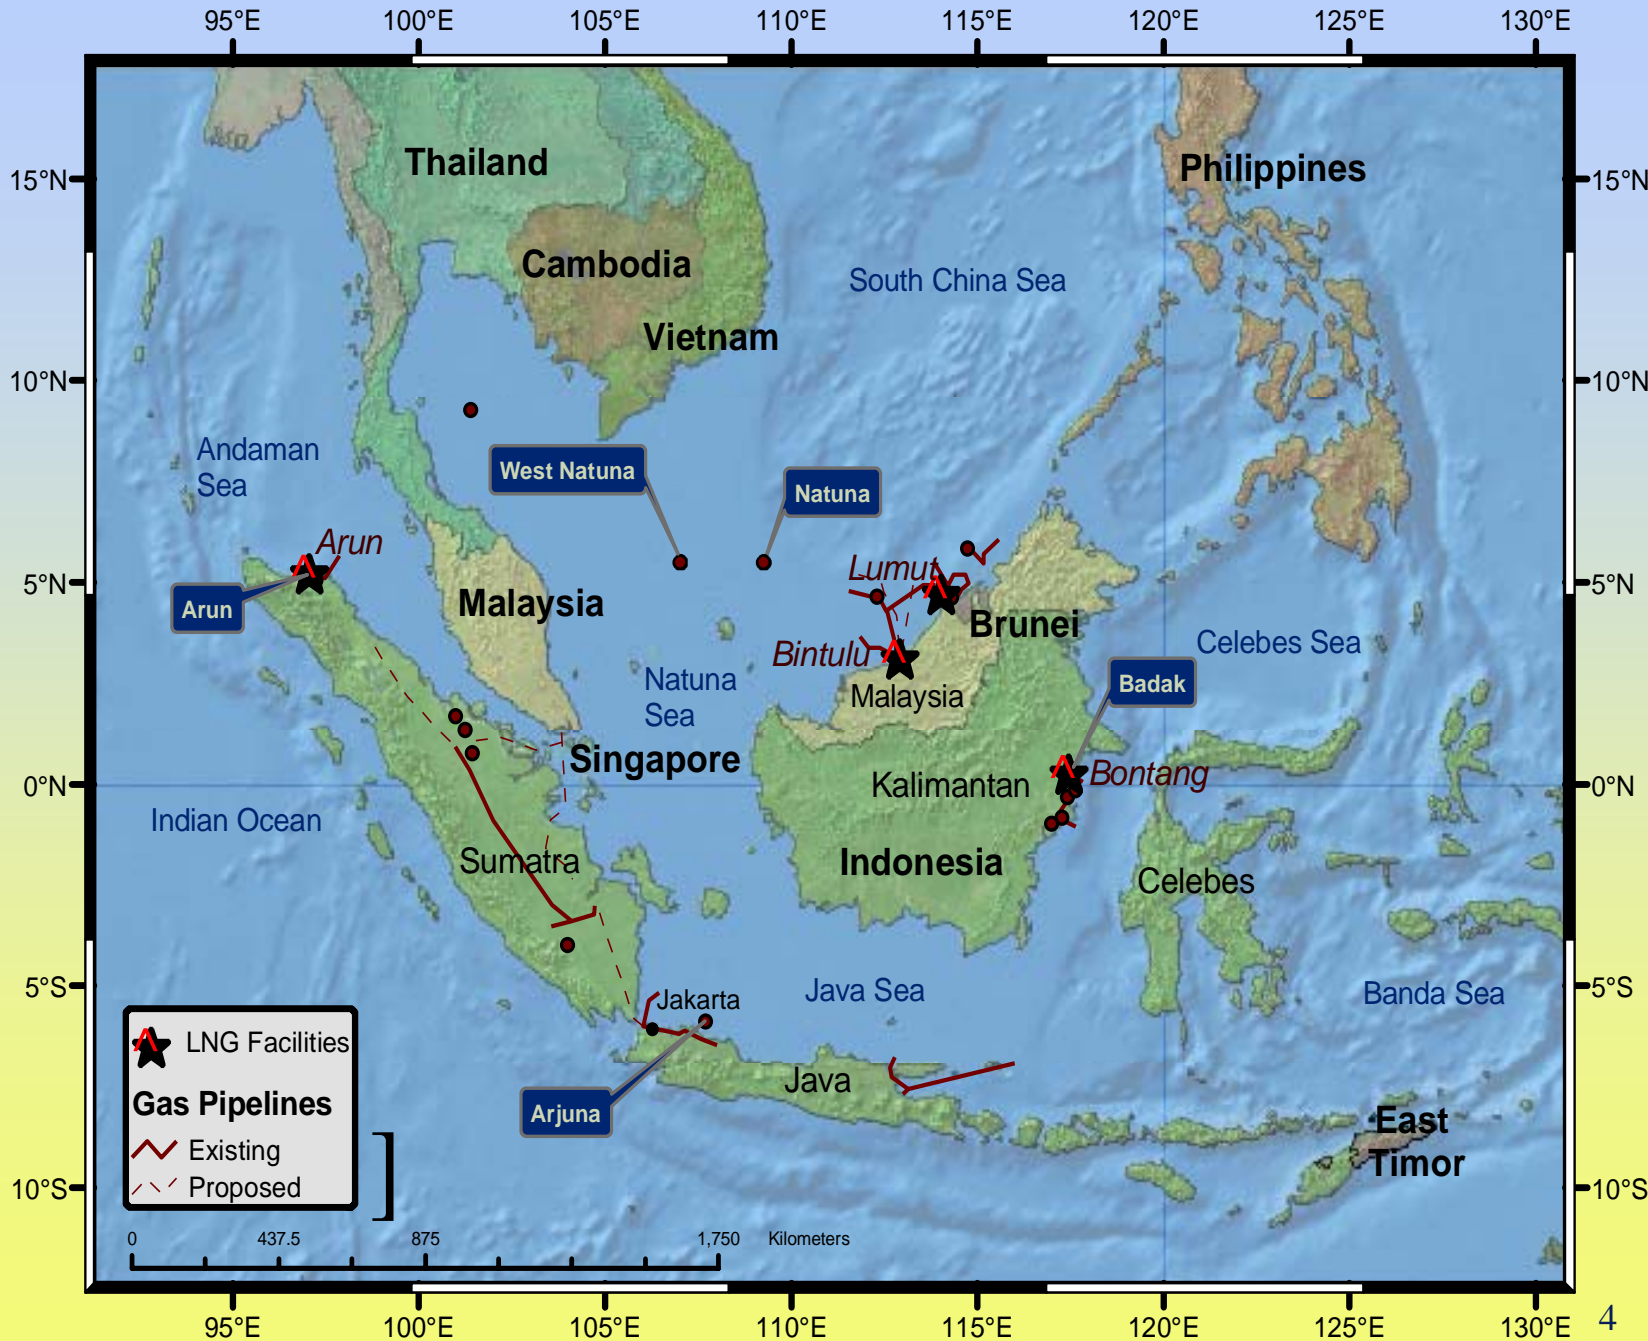 95°E 100°E 105°E 110°E 115°E 120°E 125°E 130°E
Thailand
Philippines
15°N 15°N
Cambodia
South China Sea
Vietnam
10°N 10°N
Andaman
Sea
West Natuna
Natuna
Arun
Lumut
5°N 5°N
Arun
Malaysia
Brunei
Celebes Sea
Bintulu
Natuna
Sea
Malaysia
Badak
Singapore
Kalimantan
Bontang
0°N 0°N
Indian Ocean
Sumatra
Indonesia
Celebes
5°S 5°S
Jakarta
Java Sea
Banda Sea
LNG Facilities
Java
Gas Pipelines
Arjuna
East
Timor
Existing
Proposed
10°S 10°S
0 437.5 875 1,750 Kilometers
95°E 100°E 105°E 110°E 115°E 120°E 125°E 130°E
4